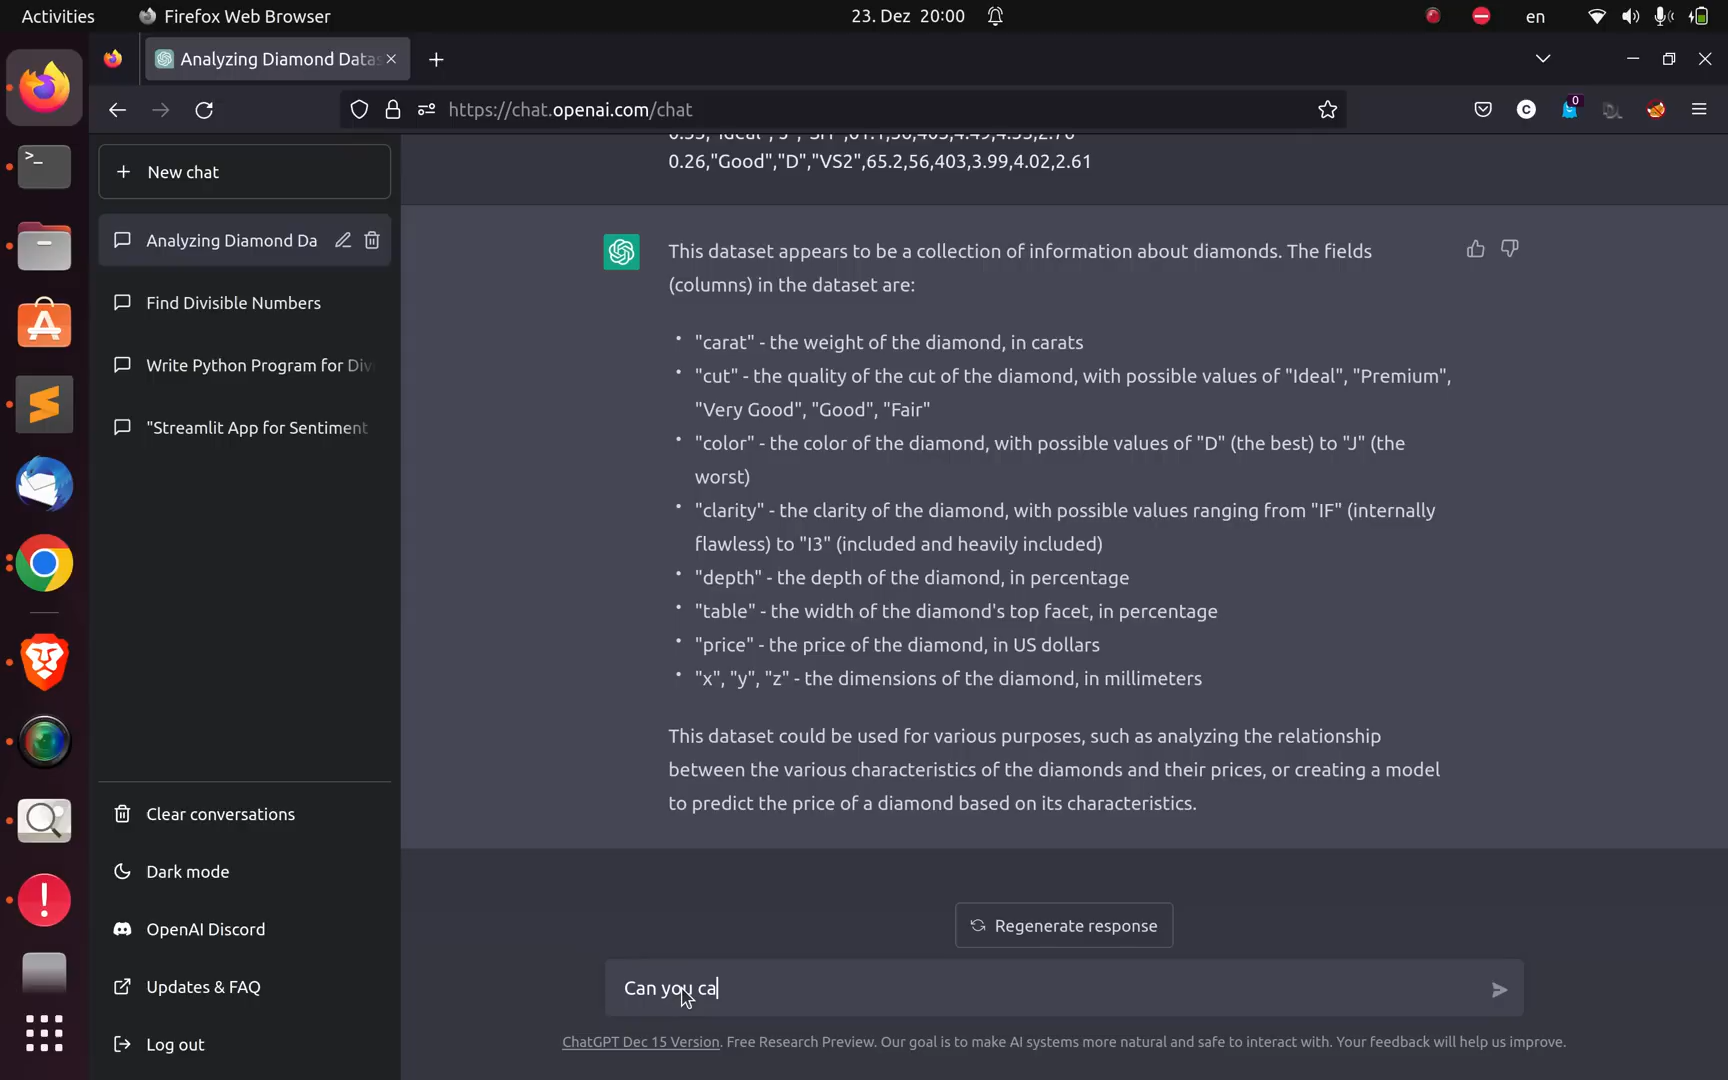 Activities
Firefox Web Browser
23. Dez 20:00
en
Analyzing Diamond Datas
https://chat.openai.com/chat
0
New chat
Analyzing Diamond Da
Find Divisible Numbers
Write Python Program for Div
"Streamlit App for Sentiment
Clear conversations
Dark mode
OpenAI Discord
Updates & FAQ
Log out
0.26,"Good","D","VS2",65.2,56,403,3.99,4.02,2.61
This dataset appears to be a collection of information about diamonds. The fields
(columns) in the dataset are:
• "carat" - the weight of the diamond, in carats
• "cut" - the quality of the cut of the diamond, with possible values of "Ideal", "Premium",
"Very Good", "Good", "Fair"
• "color" - the color of the diamond, with possible values of "D" (the best) to "J" (the
worst)
• "clarity" - the clarity of the diamond, with possible values ranging from "IF" (internally
flawless) to "I3" (included and heavily included)
• "depth" - the depth of the diamond, in percentage
• "table" - the width of the diamond's top facet, in percentage
• "price" - the price of the diamond, in US dollars
• "x", "y", "z" - the dimensions of the diamond, in millimeters
This dataset could be used for various purposes, such as analyzing the relationship
between the various characteristics of the diamonds and their prices, or creating a model
to predict the price of a diamond based on its characteristics.
Regenerate response
Can you ca
ChatGPT Dec 15 Version. Free Research Preview. Our goal is to make AI systems more natural and safe to interact with. Your feedback will help us improve.